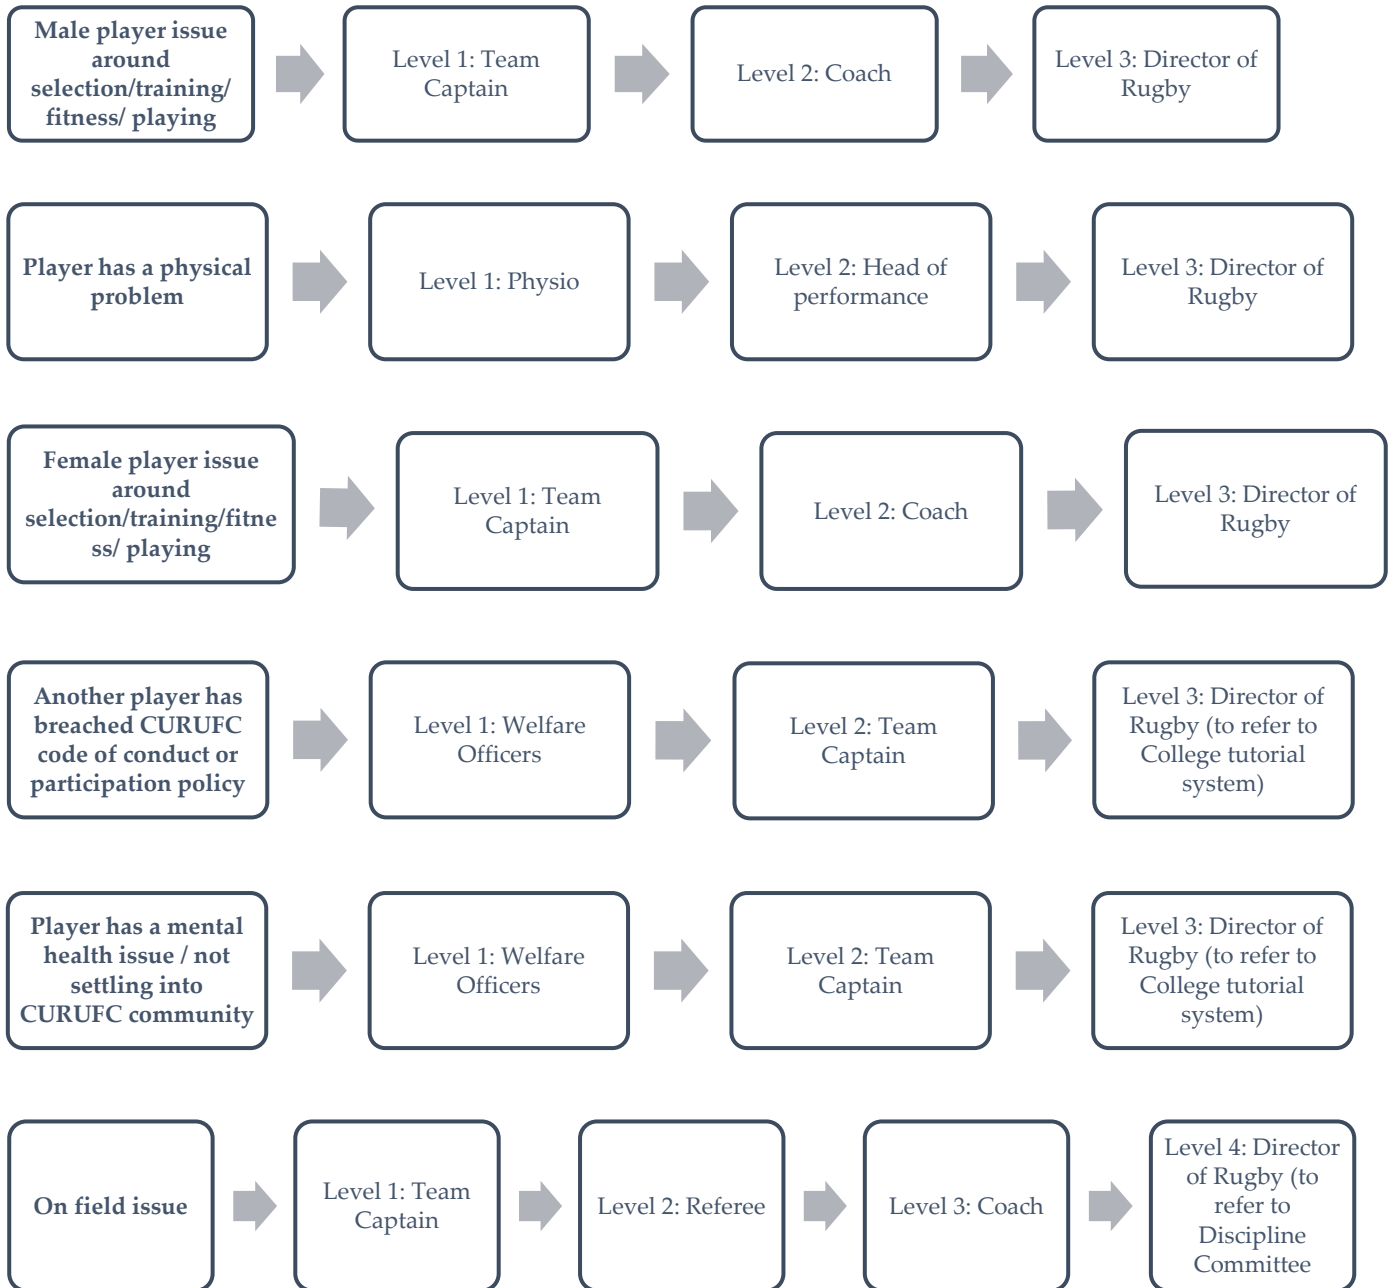 Male player issue
around
selection/training/
fitness/ playing
Level 1: Team
Captain
Level 2: Coach
Level 3: Director of
Rugby
Player has a physical
problem
Level 1: Physio
Level 2: Head of
performance
Level 3: Director of
Rugby
Female player issue
around
selection/training/fitne
ss/ playing
Level 1: Team
Captain
Level 2: Coach
Level 3: Director of
Rugby
Another player has
breached CURUFC
code of conduct or
participation policy
Level 1: Welfare
Officers
Level 2: Team
Captain
Level 3: Director of
Rugby (to refer to
College tutorial
system)
Player has a mental
health issue / not
settling into
CURUFC community
Level 1: Welfare
Officers
Level 2: Team
Captain
Level 3: Director of
Rugby (to refer to
College tutorial
system)
On field issue
Level 1: Team
Captain
Level 2: Referee
Level 3: Coach
Level 4: Director
of Rugby (to
refer to
Discipline
Committee